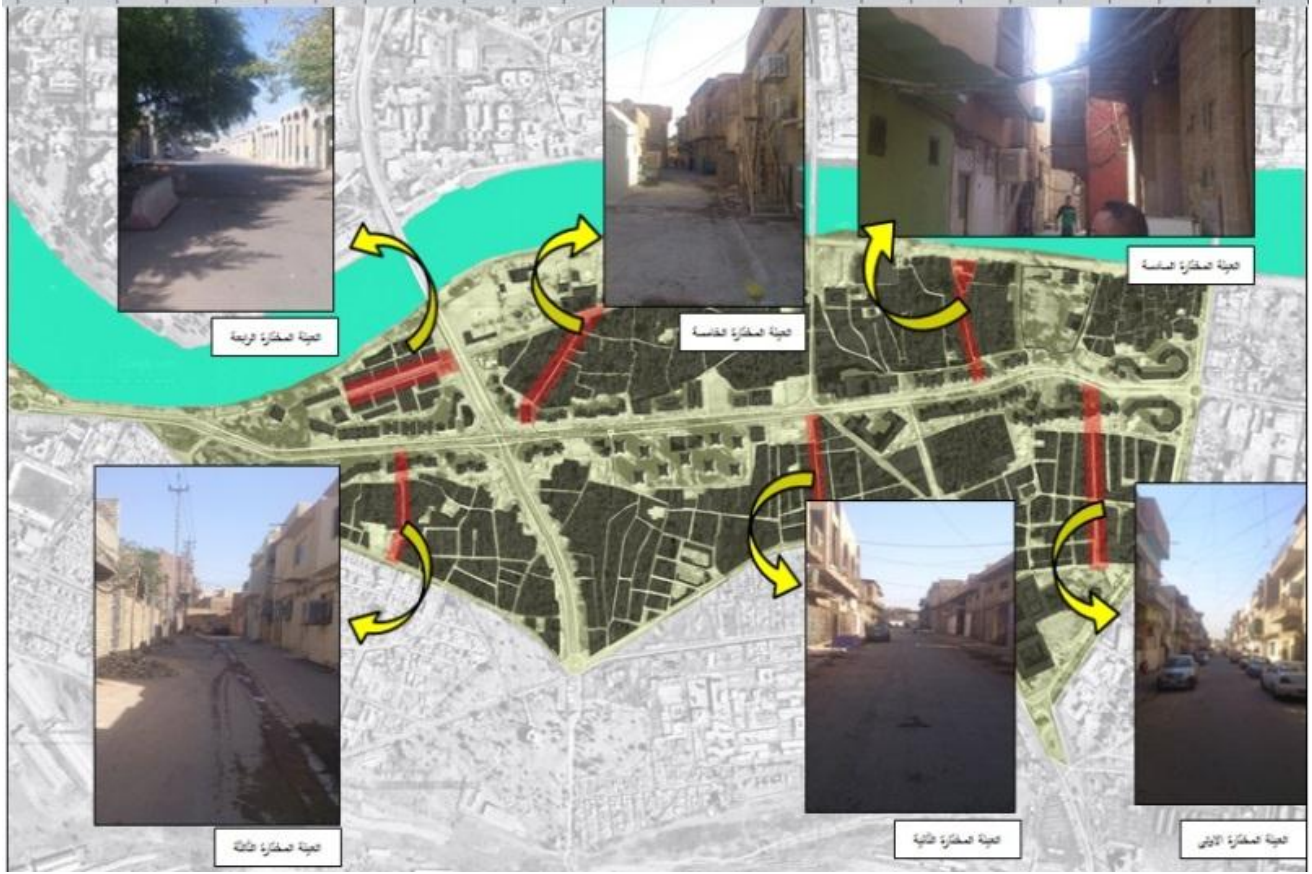 العينة المختارة السادسة
العينة المختارة الخامسة
العينة المختارة الرابعة
العينة المختارة الاولى
العينة المختارة الثانية
العينة المختارة الثالثة